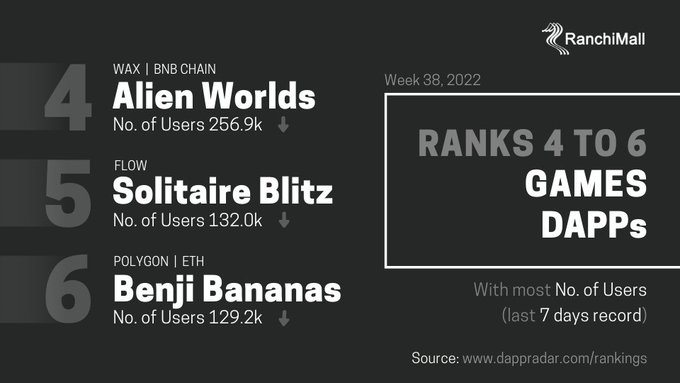 RanchiMall
4
WAX | BNB CHAIN
Alien Worlds
No. of Users 256.9k
5
FLOW
Solitaire Blitz
No. of Users 132.0k
6
POLYGON | ETH
Benji Bananas
No. of Users 129.2k
Week 38, 2022
RANKS 4 TO 6
GAMES
DAPPs
With most No. of Users
(last 7 days record)
Source: www.dappradar.com/rankings